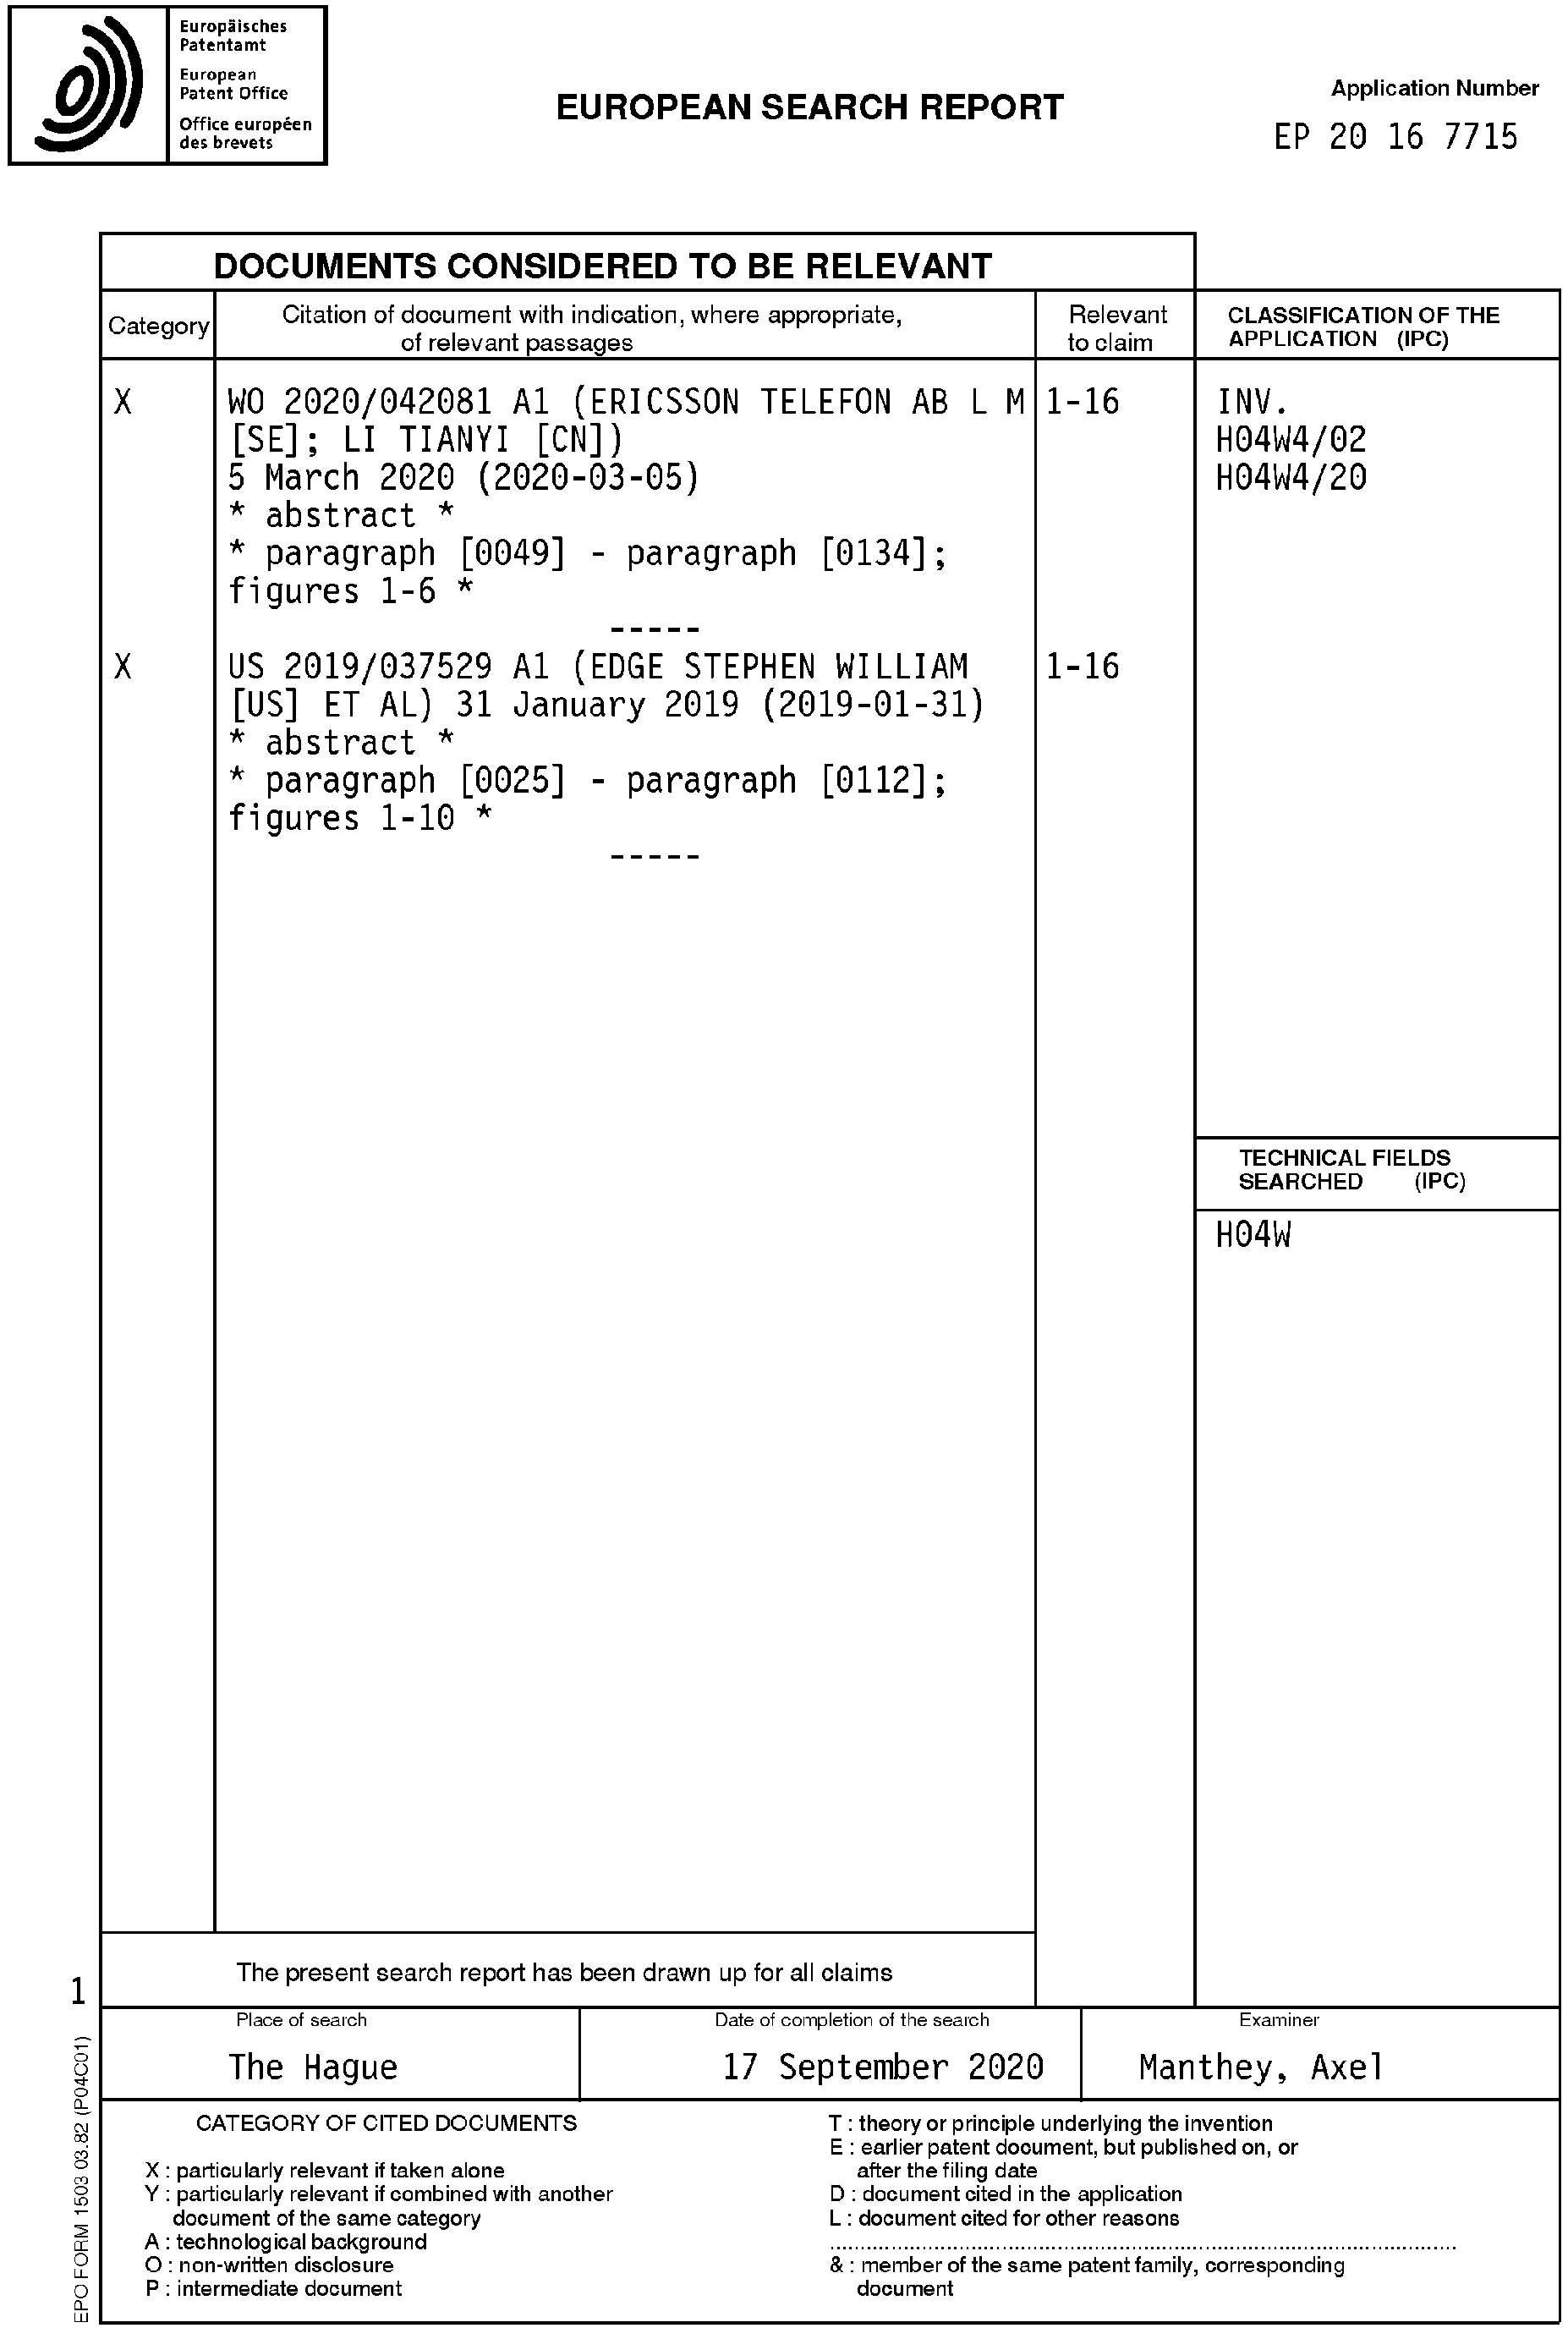 Europäisches
Patentamt
European
Patent Office
Office européen
des brevets
EUROPEAN SEARCH REPORT
Application Number
EP 20 16 7715
DOCUMENTS CONSIDERED TO BE RELEVANT
Category
Citation of document with indication, where appropriate,
of relevant passages
Relevant
to claim
CLASSIFICATION OF THE
APPLICATION (IPC)
X
WO 2020/042081 A1 (ERICSSON TELEFON AB L M
[SE]; LI TIANYI [CN])
5 March 2020 (2020-03-05)
* abstract *
* paragraph [0049] - paragraph [0134];
figures 1-6 *
-----
1-16
INV.
H04W4/02
H04W4/20
X
US 2019/037529 A1 (EDGE STEPHEN WILLIAM
[US] ET AL) 31 January 2019 (2019-01-31)
* abstract *
* paragraph [0025] - paragraph [0112];
figures 1-10 *
-----
1-16
TECHNICAL FIELDS
SEARCHED (IPC)
H04W
The present search report has been drawn up for all claims
1
Place of search
The Hague
Date of completion of the search
17 September 2020
Examiner
Manthey, Axel
CATEGORY OF CITED DOCUMENTS
X : particularly relevant if taken alone
Y : particularly relevant if combined with another
document of the same category
A : technological background
O : non-written disclosure
P : intermediate document
T : theory or principle underlying the invention
E : earlier patent document, but published on, or
after the filing date
D : document cited in the application
L : document cited for other reasons
& : member of the same patent family, corresponding
document
EPO FORM 1503 03.82 (P04C01)